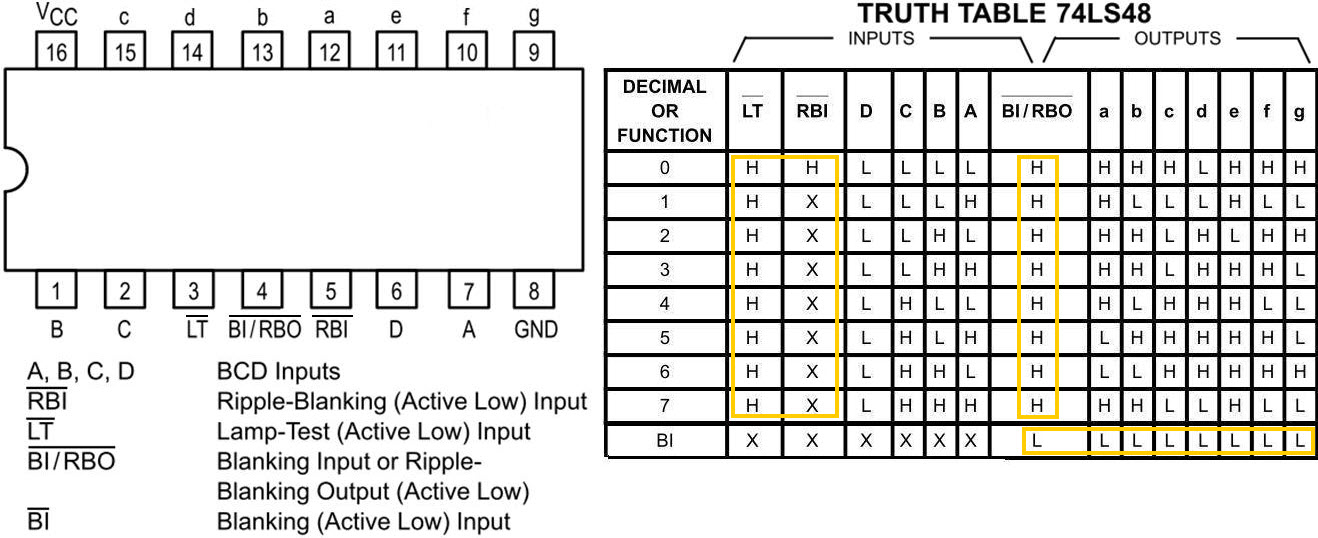 VCC c d b a e f g
16 15 14 13 12 11 10 9
1 2 3 4 5 6 7 8
B C LT BI/RBO RBI D A GND
A, B, C, D BCD Inputs
RBI Ripple-Blanking (Active Low) Input
LT Lamp-Test (Active Low) Input
BI/RBO Blanking Input or Ripple-
Blanking Output (Active Low)
BI Blanking (Active Low) Input
TRUTH TABLE 74LS48
INPUTS OUTPUTS
DECIMAL
OR
FUNCTION
LT RBI D C B A BI/RBO a b c d e f g
0 H H L L L L H H H H L H H H
1 H X L L L H H H L L L H L L
2 H X L L H L H H H L H L H H
3 H X L L H H H H H L H H H L
4 H X L H L L H H L H H H L L
5 H X L H L H H L H H H H H L
6 H X L H H L H L L H H H H H
7 H X L H H H H H H L L H L L
BI X X X X X X L L L L L L L L